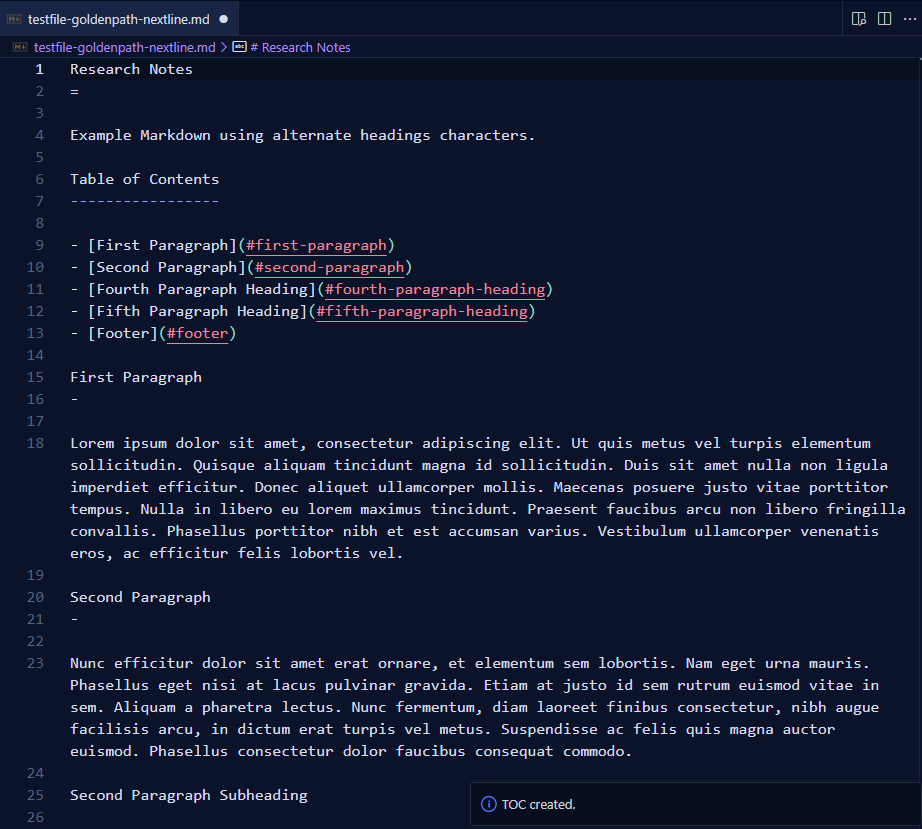 testfile-goldenpath-nextline.md
testfile-goldenpath-nextline.md > # Research Notes
1 Research Notes
2 =
3
4 Example Markdown using alternate headings characters.
5
6 Table of Contents
7 -----------------
8
9 - [First Paragraph](#first-paragraph)
10 - [Second Paragraph](#second-paragraph)
11 - [Fourth Paragraph Heading](#fourth-paragraph-heading)
12 - [Fifth Paragraph Heading](#fifth-paragraph-heading)
13 - [Footer](#footer)
14
15 First Paragraph
16 -
17
18 Lorem ipsum dolor sit amet, consectetur adipiscing elit. Ut quis metus vel turpis elementum
sollicitudin. Quisque aliquam tincidunt magna id sollicitudin. Duis sit amet nulla non ligula
imperdiet efficitur. Donec aliquet ullamcorper mollis. Maecenas posuere justo vitae porttitor
tempus. Nulla in libero eu lorem maximus tincidunt. Praesent faucibus arcu non libero fringilla
convallis. Phasellus porttitor nibh et est accumsan varius. Vestibulum ullamcorper venenatis
eros, ac efficitur felis lobortis vel.
19
20 Second Paragraph
21 -
22
23 Nunc efficitur dolor sit amet erat ornare, et elementum sem lobortis. Nam eget urna mauris.
Phasellus eget nisi at lacus pulvinar gravida. Etiam at justo id sem rutrum euismod vitae in
sem. Aliquam a pharetra lectus. Nunc fermentum, diam laoreet finibus consectetur, nibh augue
facilisis arcu, in dictum erat turpis vel metus. Suspendisse ac felis quis magna auctor
euismod. Phasellus consectetur dolor faucibus consequat commodo.
24
25 Second Paragraph Subheading
26
TOC created.